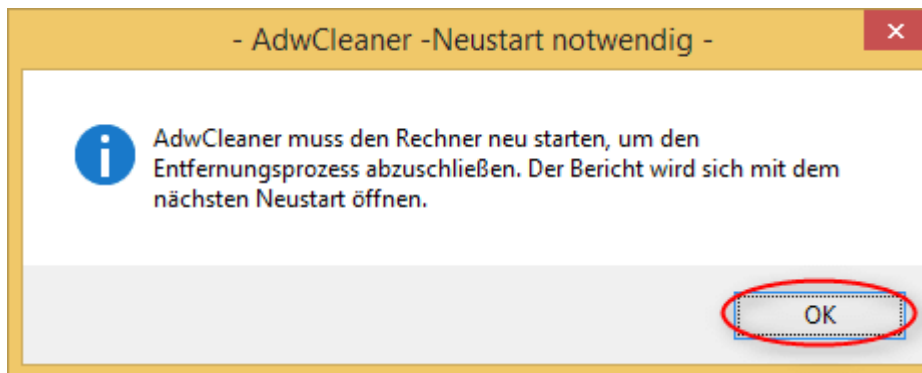 - AdwCleaner -Neustart notwendig -
AdwCleaner muss den Rechner neu starten, um den
Entfernungsprozess abzuschließen. Der Bericht wird sich mit dem
nächsten Neustart öffnen.
OK